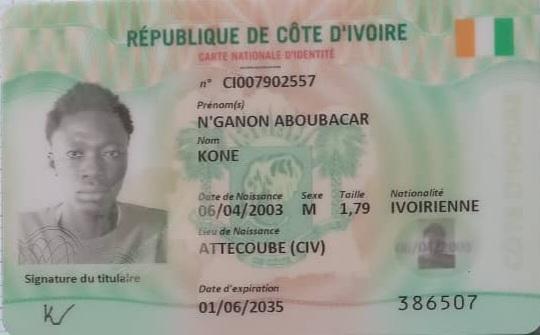 RÉPUBLIQUE DE CÔTE D'IVOIRE
CARTE NATIONALE D'IDENTITÉ
n° CI007902557
Prénom(s)
N'GANON ABOUBACAR
Nom
KONE
Date de Naissance Sexe Taille Nationalité
06/04/2003 M 1,79 IVOIRIENNE
Lieu de Naissance
ATTECOUBE (CIV)
Signature du titulaire
Date d'expiration
01/06/2035
386507